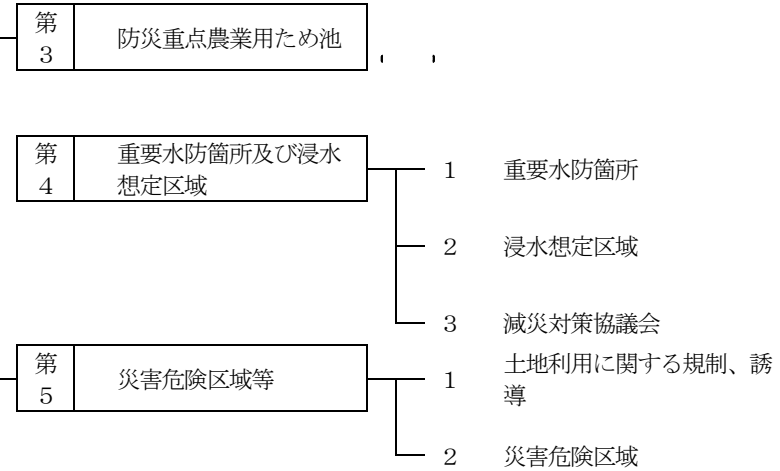 第
3
防災重点農業用ため池
第
4
重要水防箇所及び浸水
想定区域
1 重要水防箇所
2 浸水想定区域
3 減災対策協議会
第
5
災害危険区域等
1 土地利用に関する規制、誘
導
2 災害危険区域